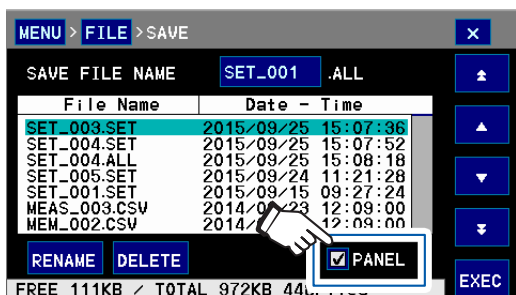 MENU > FILE > SAVE ×
SAVE FILE NAME SET_001 .ALL
File Name Date - Time
SET_003.SET 2015/09/25 15:07:36
SET_004.SET 2015/09/25 15:07:52
SET_004.ALL 2015/09/25 15:08:18
SET_005.SET 2015/09/24 11:21:28
SET_001.SET 2015/09/15 09:27:24
MEAS_003.CSV 2014/0 /23 12:09:00
MEM_002.CSV 2014/ 12:09:00
RENAME DELETE PANEL
FREE 111KB / TOTAL 972KB
EXEC